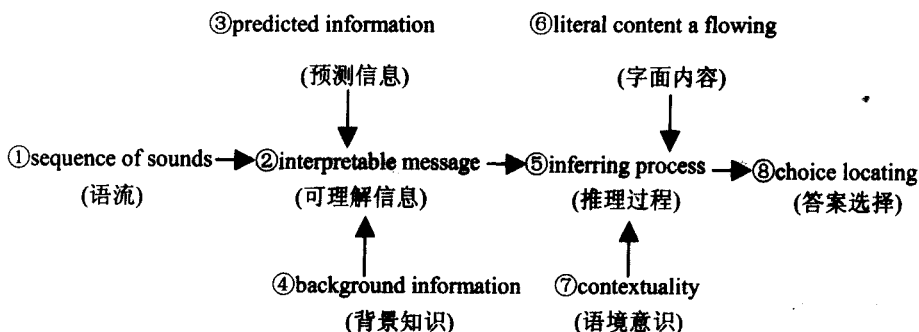 ③predicted information ⑥literal content a flowing
(预测信息) (字面内容)
①sequence of sounds ②interpretable message ⑤inferring process ⑧choice locating
(语流) (可理解信息) (推理过程) (答案选择)
④background information ⑦contextuality
(背景知识) (语境意识)